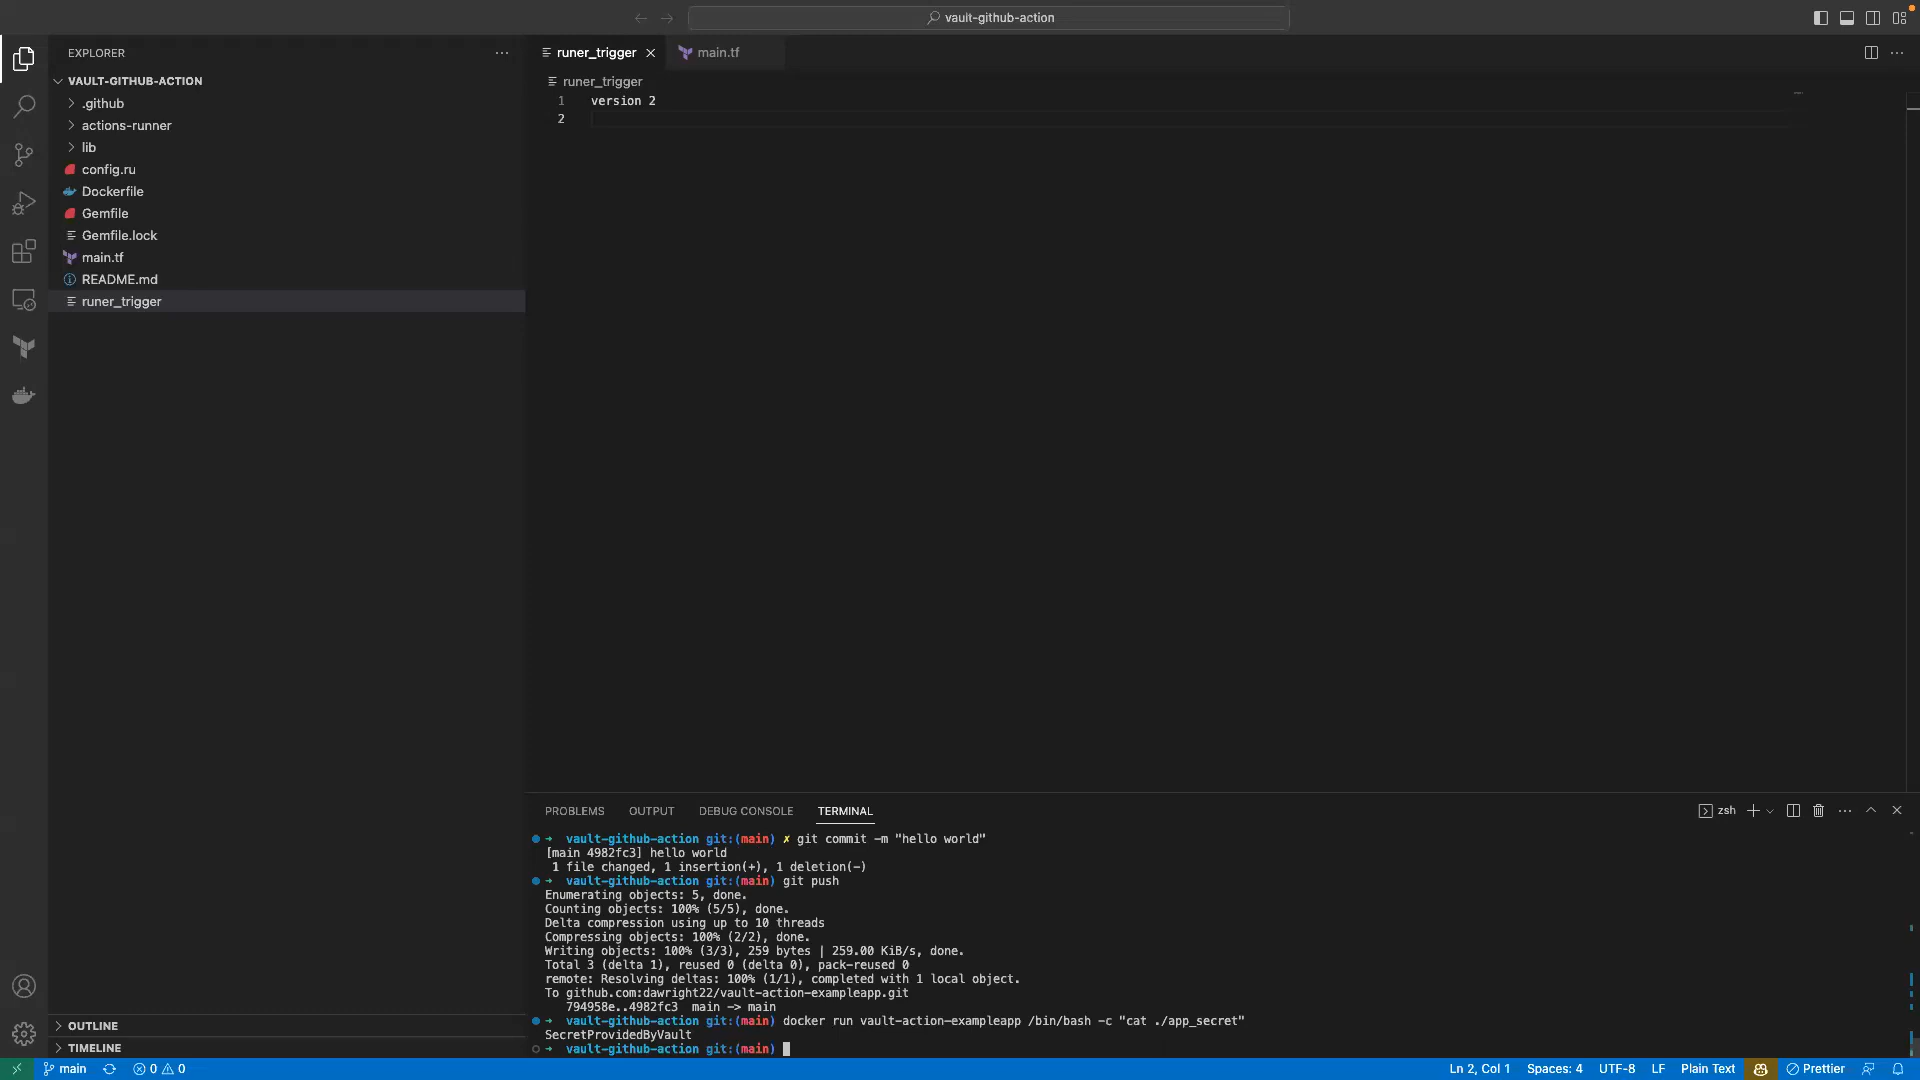 vault-github-action
EXPLORER
VAULT-GITHUB-ACTION
.github
actions-runner
lib
config.ru
Dockerfile
Gemfile
Gemfile.lock
main.tf
README.md
runer_trigger
OUTLINE
TIMELINE
runer_trigger
main.tf
runer_trigger
1 version 2
2
PROBLEMS OUTPUT DEBUG CONSOLE TERMINAL
zsh
➜ vault-github-action git:(main) ✗ git commit -m "hello world"
[main 4982fc3] hello world
1 file changed, 1 insertion(+), 1 deletion(-)
➜ vault-github-action git:(main) git push
Enumerating objects: 5, done.
Counting objects: 100% (5/5), done.
Delta compression using up to 10 threads
Compressing objects: 100% (2/2), done.
Writing objects: 100% (3/3), 259 bytes | 259.00 KiB/s, done.
Total 3 (delta 1), reused 0 (delta 0), pack-reused 0
remote: Resolving deltas: 100% (1/1), completed with 1 local object.
To github.com:dawright22/vault-action-exampleapp.git
794958e..4982fc3 main -> main
➜ vault-github-action git:(main) docker run vault-action-exampleapp /bin/bash -c "cat ./app_secret"
SecretProvidedByVault
➜ vault-github-action git:(main)
main 0 0 Ln 2, Col 1 Spaces: 4 UTF-8 LF Plain Text Prettier